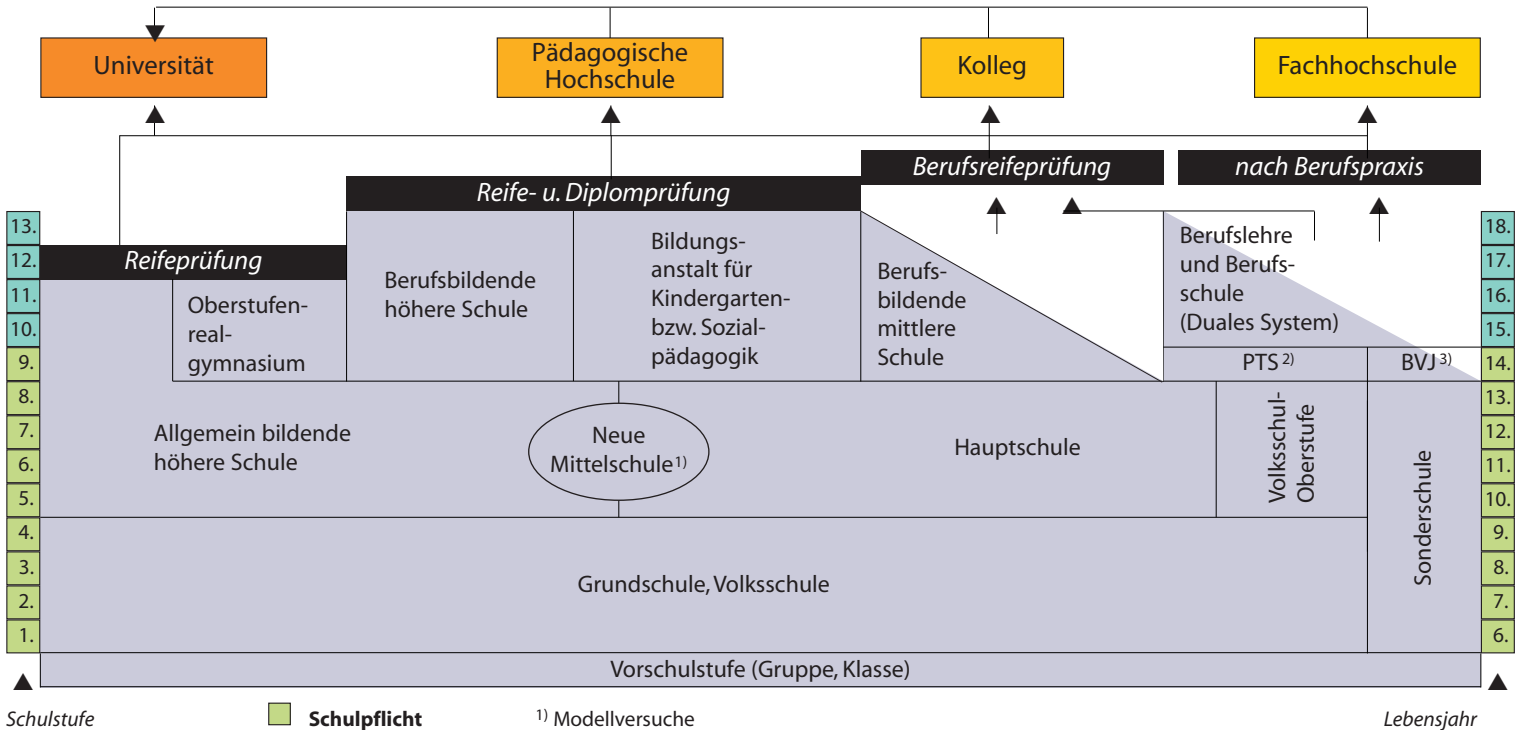 Universität
Pädagogische
Hochschule
Kolleg
Fachhochschule
Berufsreifeprüfung
nach Berufspraxis
Reife- u. Diplomprüfung
Reifeprüfung
13.
12.
11.
10.
9.
8.
7.
6.
5.
4.
3.
2.
1.
Oberstufen-
real-
gymnasium
Berufsbildende
höhere Schule
Bildungs-
anstalt für
Kindergarten-
bzw. Sozial-
pädagogik
Berufs-
bildende
mittlere
Schule
Berufslehre
und Berufs-
schule
(Duales System)
PTS 2)
BVJ 3)
Allgemein bildende
höhere Schule
Neue
Mittelschule1)
Hauptschule
Volksschul-
Oberstufe
Sonderschule
Grundschule, Volksschule
Vorschulstufe (Gruppe, Klasse)
18.
17.
16.
15.
14.
13.
12.
11.
10.
9.
8.
7.
6.
Schulstufe
Schulpflicht
1) Modellversuche
Lebensjahr